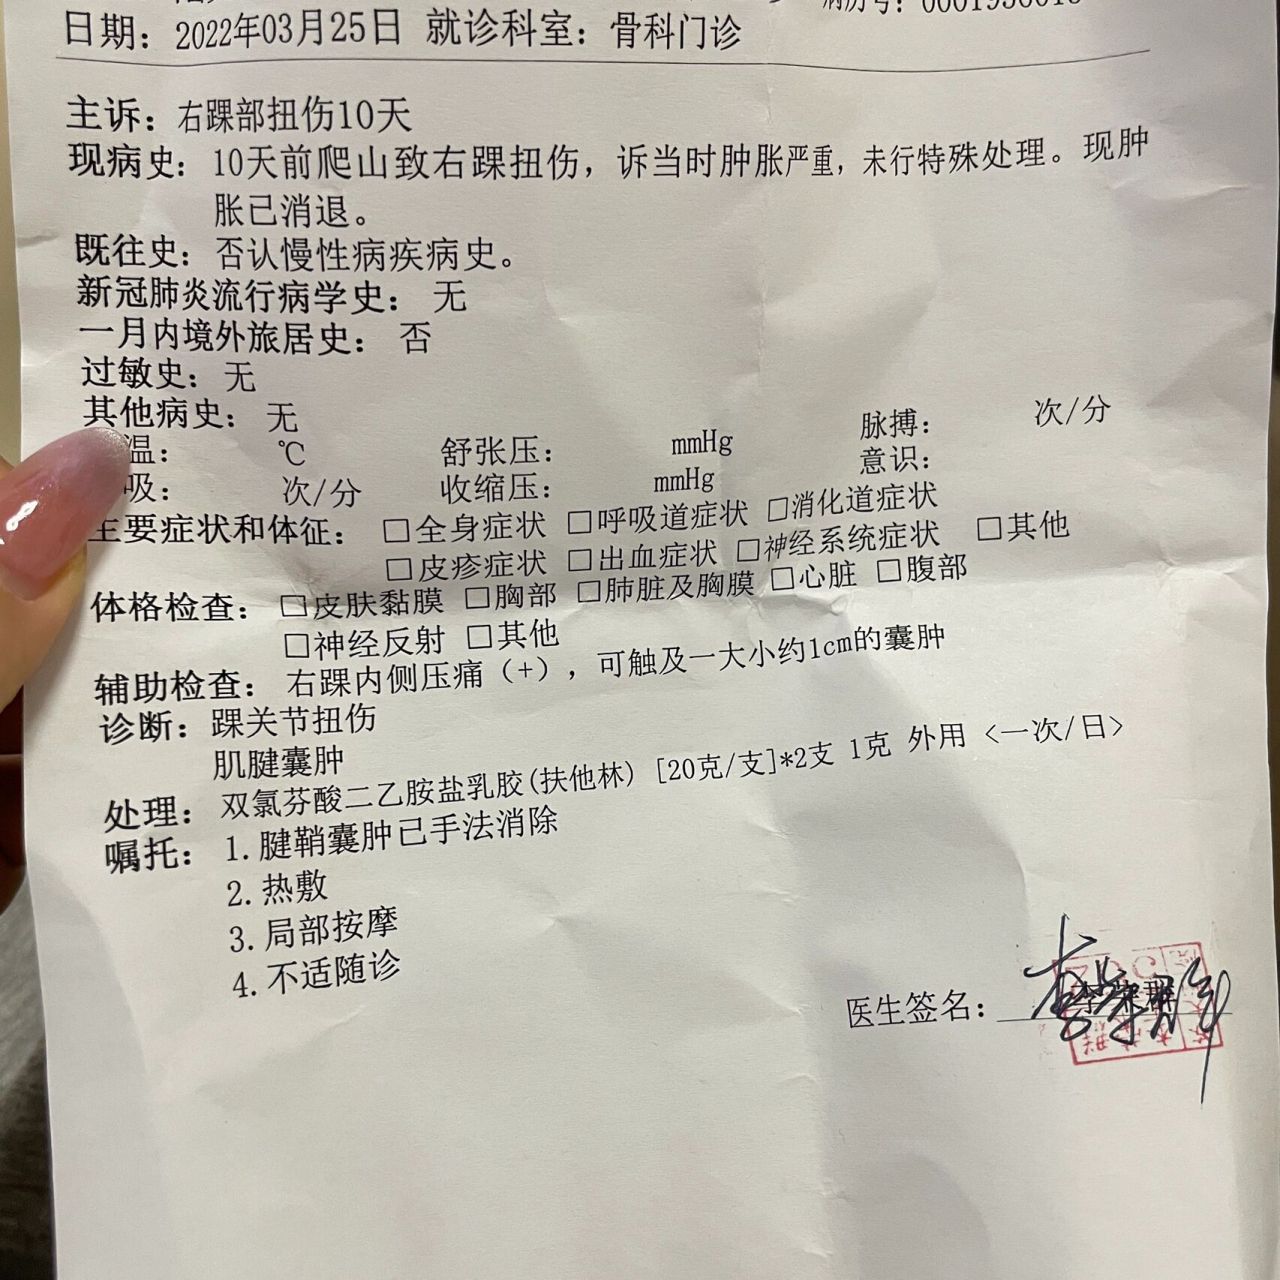 日期：2022年03月25日 就诊科室：骨科门诊
主诉：右踝部扭伤10天
现病史：10天前爬山致右踝扭伤，诉当时肿胀严重，未行特殊处理。现肿
胀已消退。
既往史：否认慢性病疾病史。
新冠肺炎流行病学史：无
一月内境外旅居史：否
过敏史：无
其他病史：无
温： ℃ 舒张压： mmHg 脉搏： 次/分
吸： 次/分 收缩压： mmHg 意识：
主要症状和体征：□全身症状 □呼吸道症状 □消化道症状
□皮疹症状 □出血症状 □神经系统症状 □其他
体格检查：□皮肤黏膜 □胸部 □肺脏及胸膜 □心脏 □腹部
□神经反射 □其他
辅助检查：右踝内侧压痛（+），可触及一大小约1cm的囊肿
诊断：踝关节扭伤
肌腱囊肿
处理：双氯芬酸二乙胺盐乳胶(扶他林) [20克/支]*2支 1克 外用 <一次/日>
嘱托：1.腱鞘囊肿已手法消除
2.热敷
3.局部按摩
4.不适随诊
医生签名：